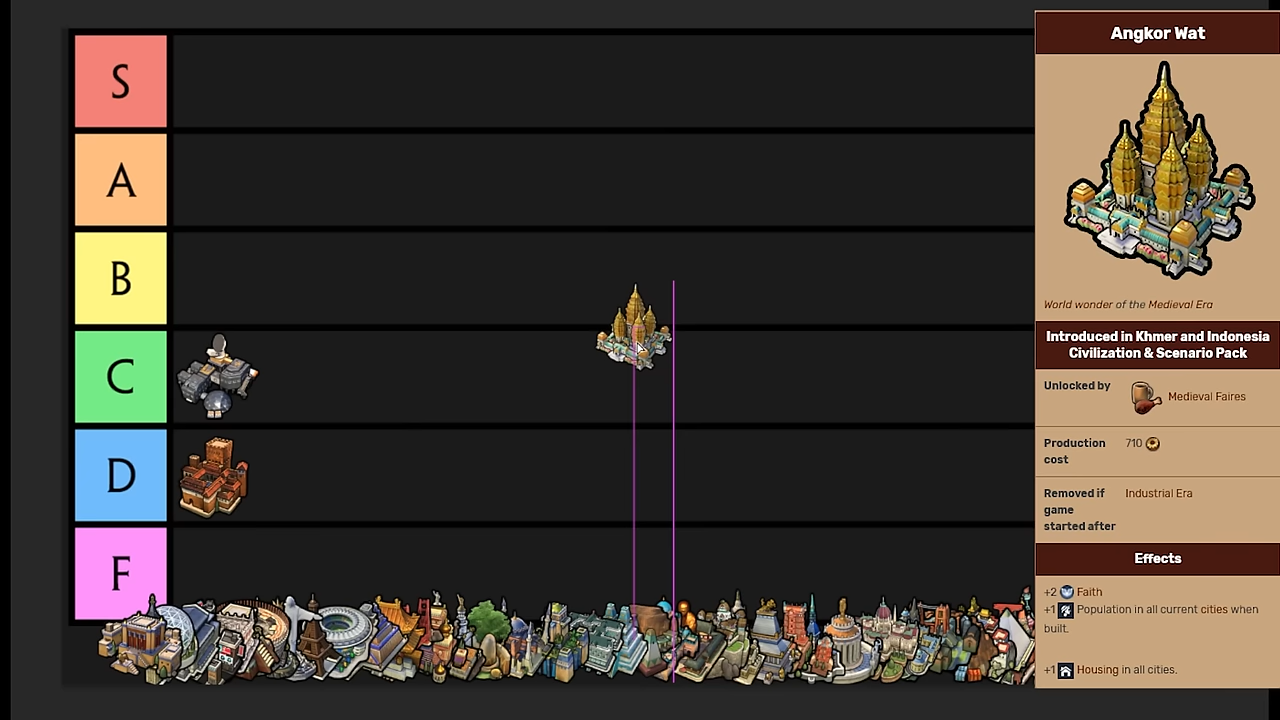 S
A
B
C
D
F
Angkor Wat
World wonder of the Medieval Era
Introduced in Khmer and Indonesia
Civilization & Scenario Pack
Unlocked by
Medieval Faires
Production
cost
710
Removed if
game
started after
Industrial Era
Effects
+2 Faith
+1 Population in all current cities when
built.
+1 Housing in all cities.